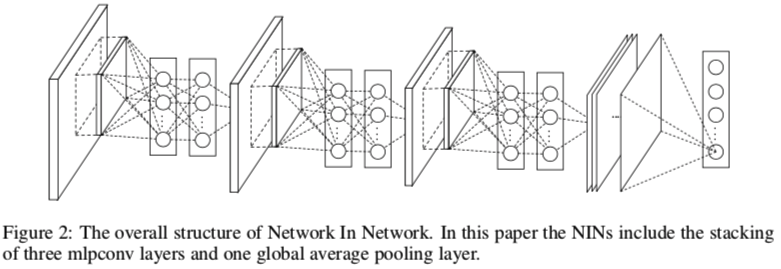 Figure 2: The overall structure of Network In Network. In this paper the NINs include the stacking
of three mlpconv layers and one global average pooling layer.